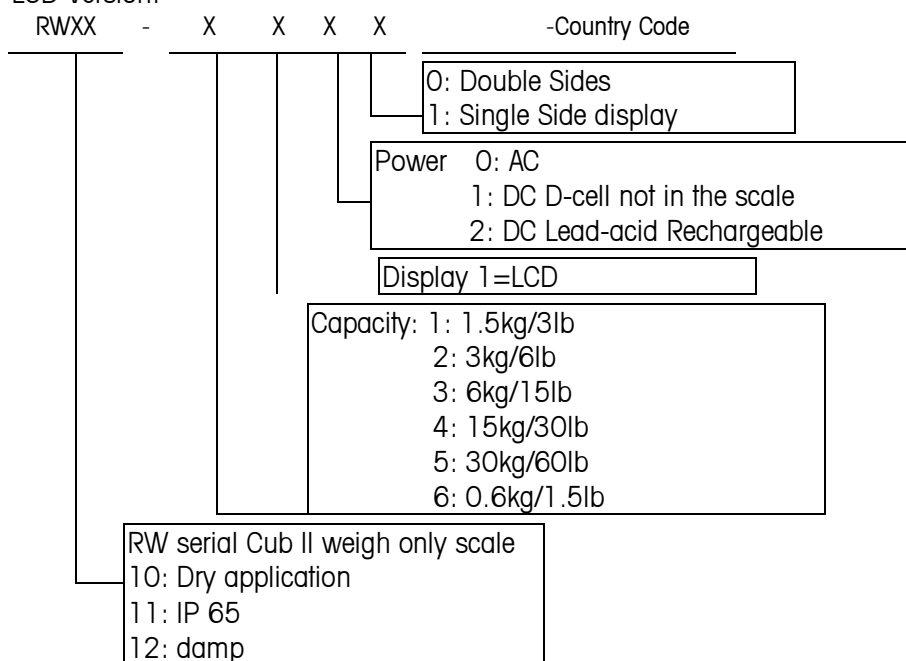 RWXX - X X X X -Country Code
0: Double Sides
1: Single Side display
Power 0: AC
1: DC D-cell not in the scale
2: DC Lead-acid Rechargeable
Display 1=LCD
Capacity: 1: 1.5kg/3lb
2: 3kg/6lb
3: 6kg/15lb
4: 15kg/30lb
5: 30kg/60lb
6: 0.6kg/1.5lb
RW serial Cub II weigh only scale
10: Dry application
11: IP 65
12: damp